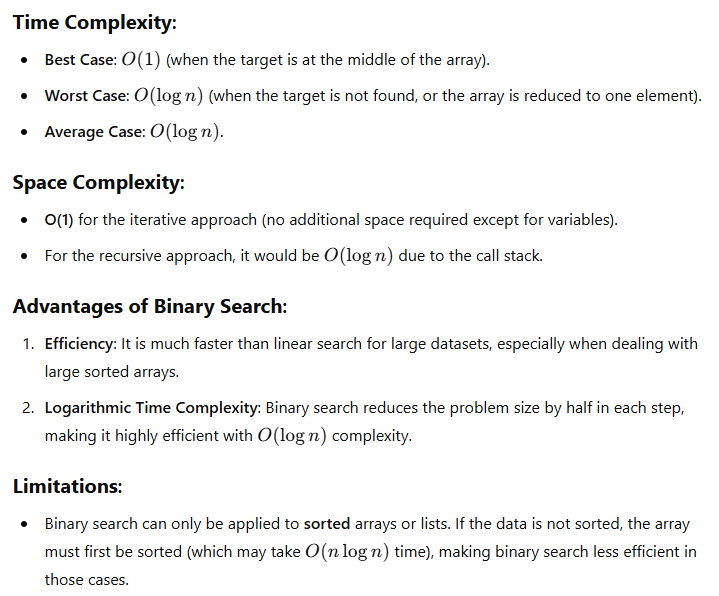 Time Complexity:
• Best Case: O(1) (when the target is at the middle of the array).
• Worst Case: O(log n) (when the target is not found, or the array is reduced to one element).
• Average Case: O(log n).
Space Complexity:
• O(1) for the iterative approach (no additional space required except for variables).
• For the recursive approach, it would be O(log n) due to the call stack.
Advantages of Binary Search:
1. Efficiency: It is much faster than linear search for large datasets, especially when dealing with
large sorted arrays.
2. Logarithmic Time Complexity: Binary search reduces the problem size by half in each step,
making it highly efficient with O(log n) complexity.
Limitations:
• Binary search can only be applied to sorted arrays or lists. If the data is not sorted, the array
must first be sorted (which may take O(n log n) time), making binary search less efficient in
those cases.